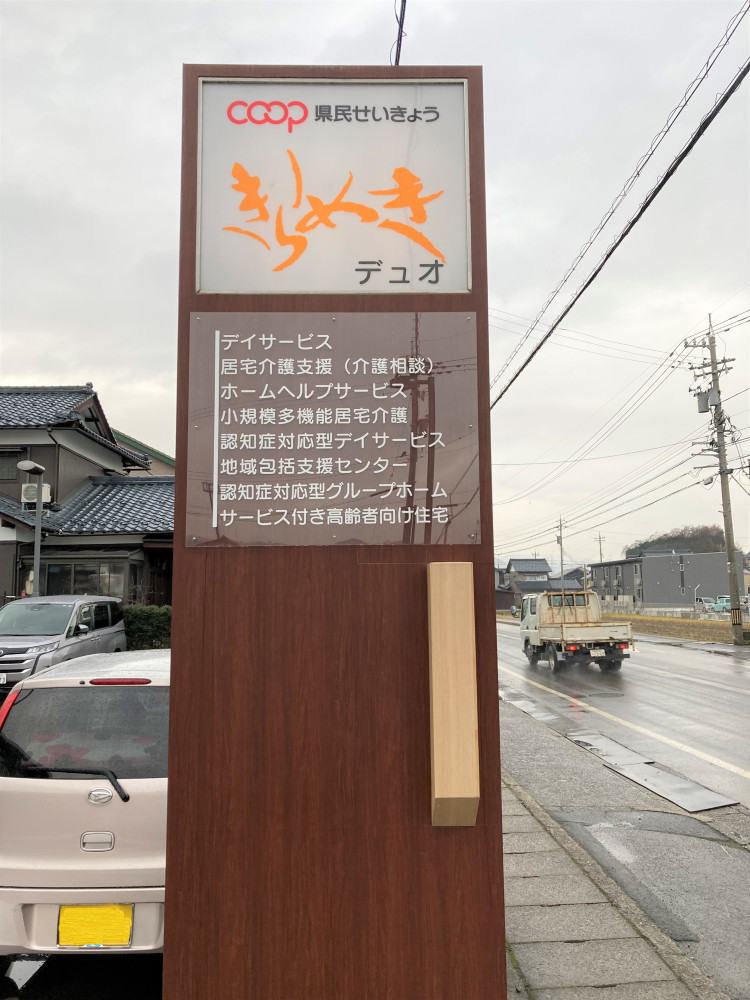 coop 県民せいきょう
きらめき
デュオ
デイサービス
居宅介護支援（介護相談）
ホームヘルプサービス
小規模多機能居宅介護
認知症対応型デイサービス
地域包括支援センター
認知症対応型グループホーム
サービス付き高齢者向け住宅